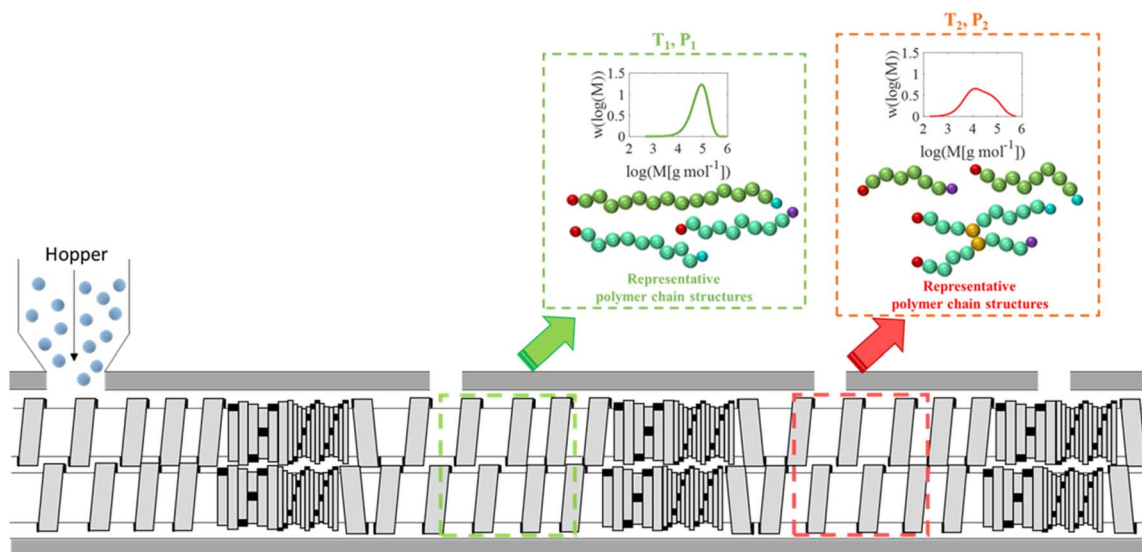 T₁, P₁
1.5
1
0.5
0
w(log(M))
2 3 4 5 6
log(M[g mol⁻¹])
Representative
polymer chain structures
T₂, P₂
1.5
1
0.5
0
w(log(M))
2 3 4 5 6
log(M[g mol⁻¹])
Representative
polymer chain structures
Hopper